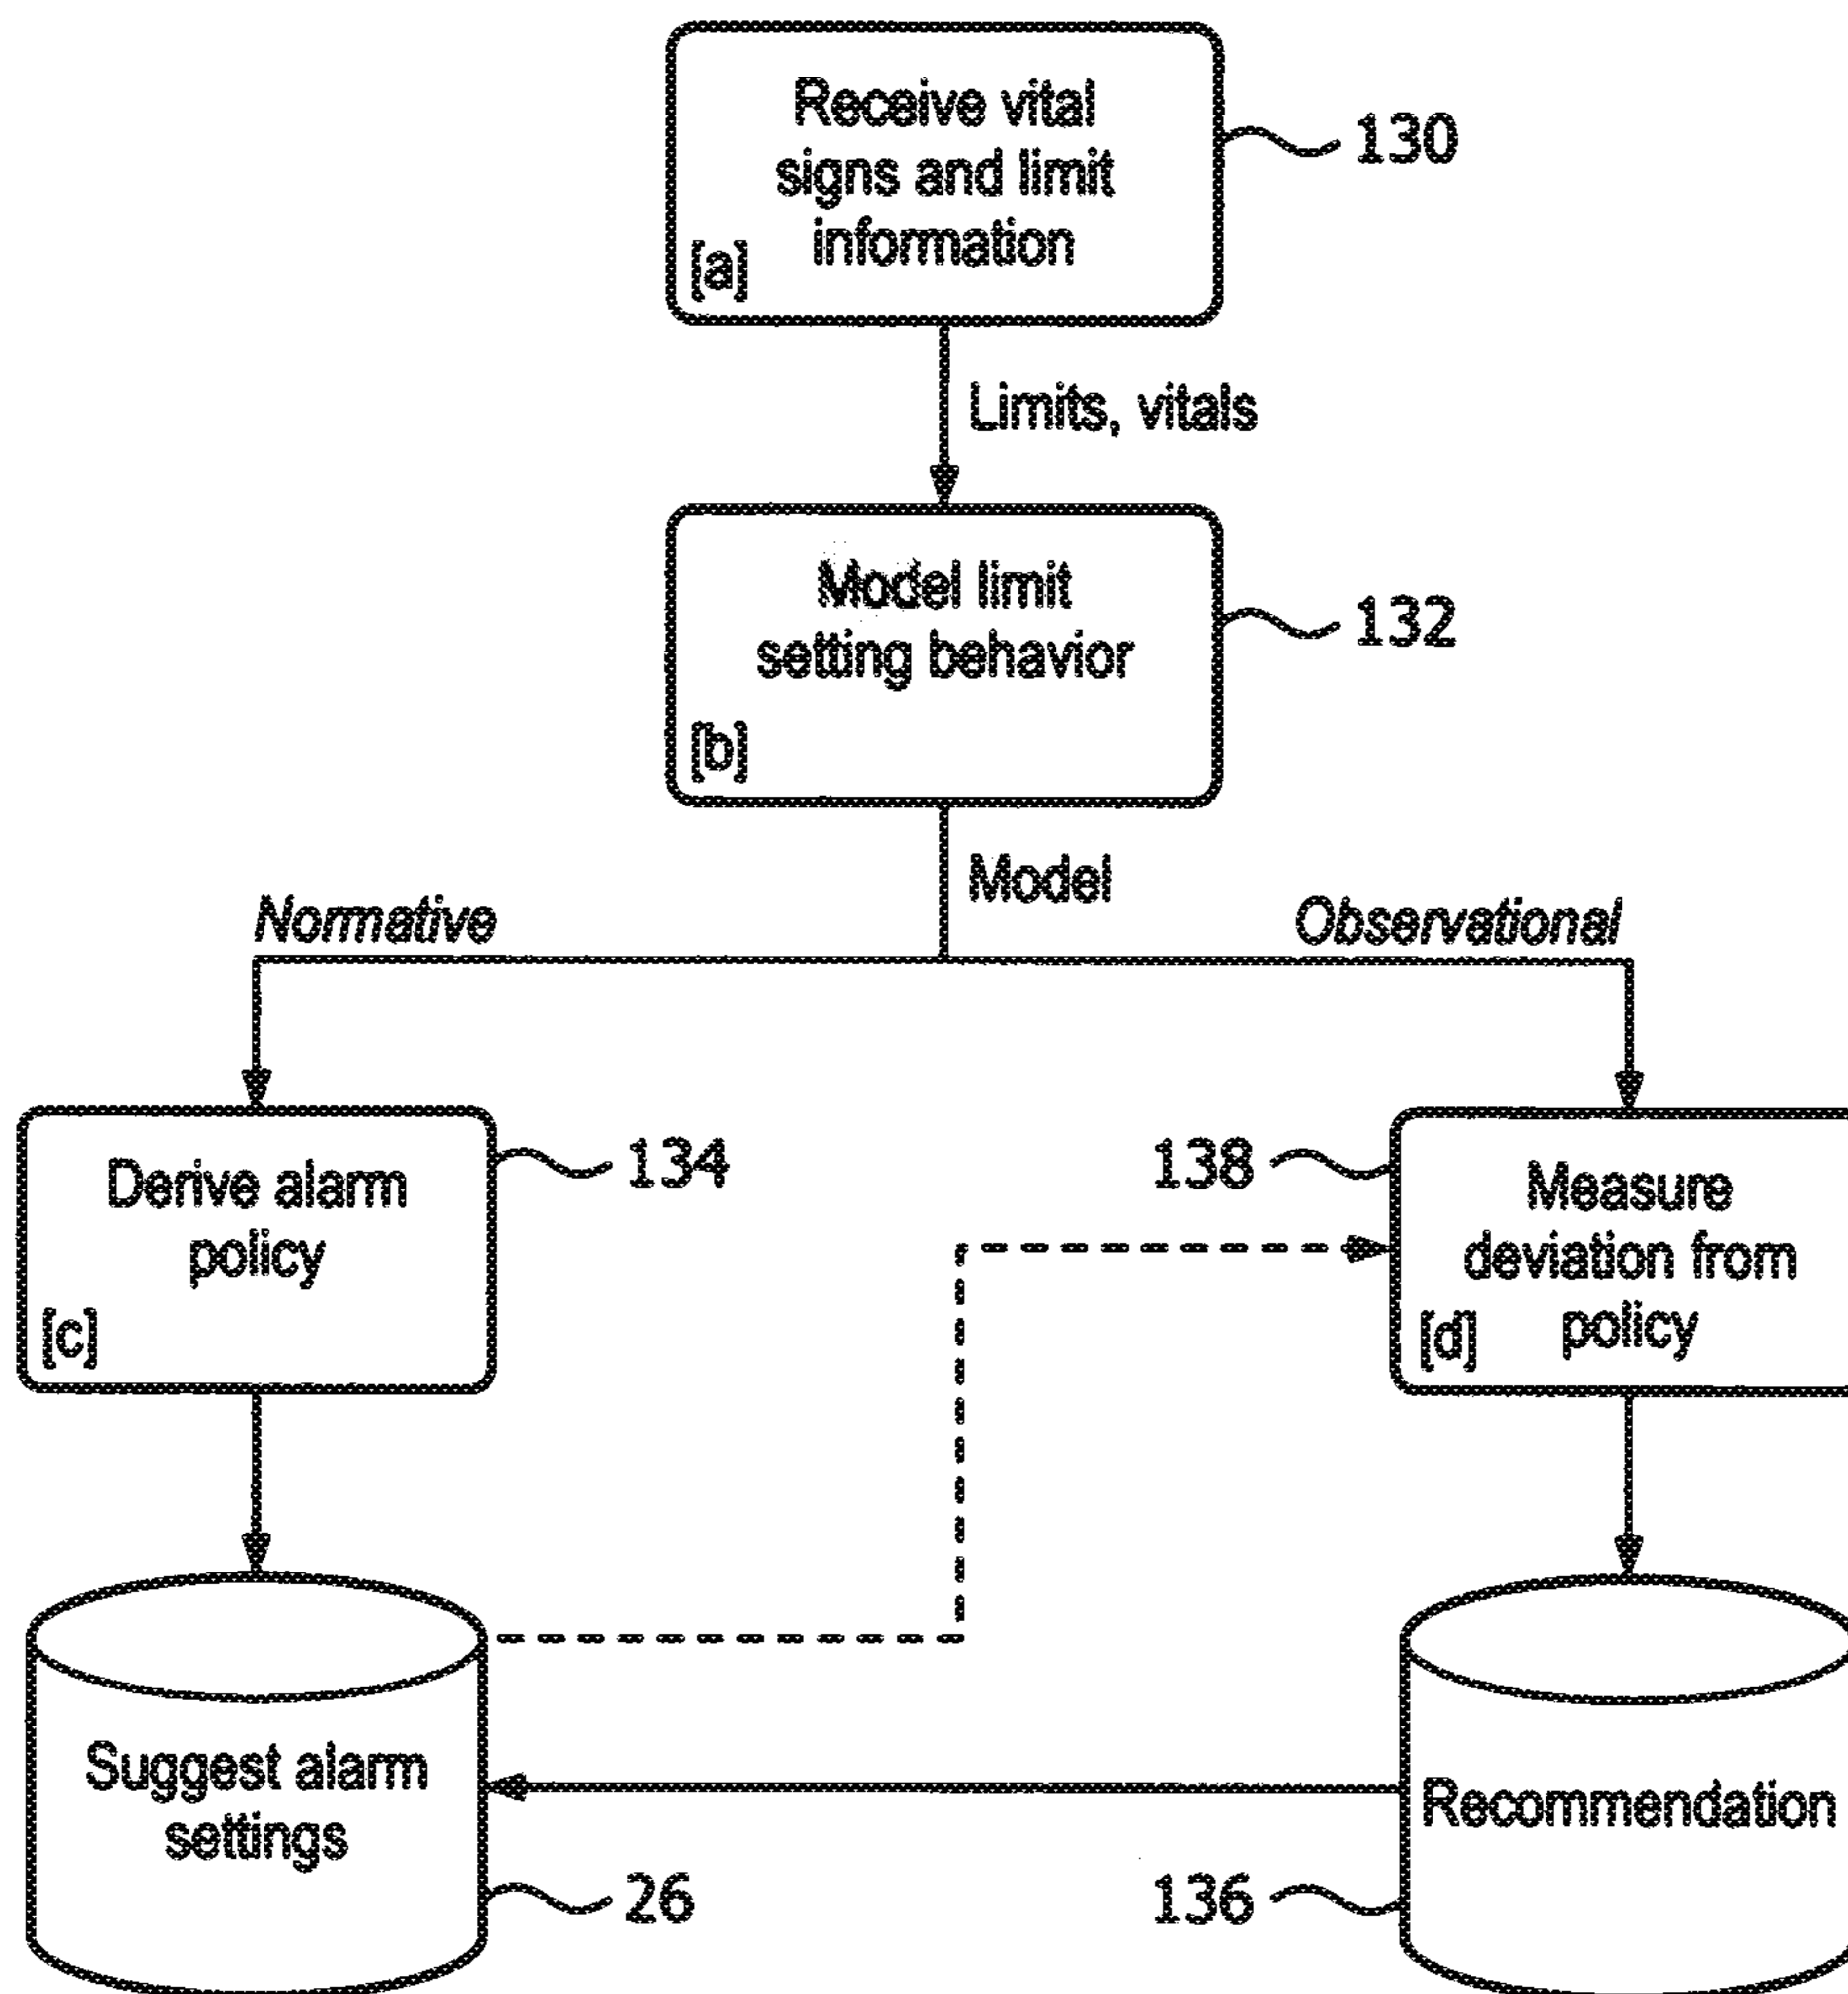 Receive vital
signs and limit
information
[a]
130
Limits, vitals
Model limit
setting behavior
[b]
132
Model
Normative
Observational
Derive alarm
policy
[c]
134
138
Measure
deviation from
policy
[d]
Suggest alarm
settings
26
Recommendation
136